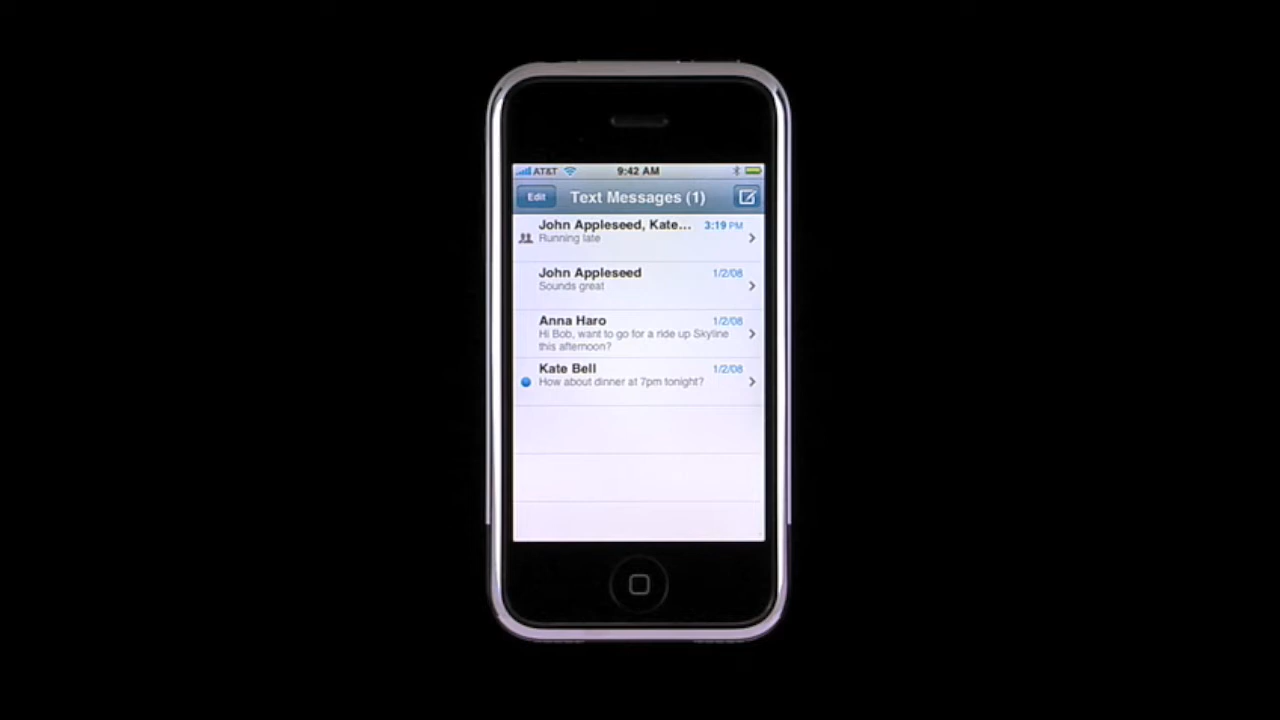 AT&T 9:42 AM
Edit Text Messages (1)
John Appleseed, Kate... 3:19 PM
Running late
John Appleseed 1/2/08
Sounds great
Anna Haro 1/2/08
Hi Bob, want to go for a ride up Skyline
this afternoon?
Kate Bell 1/2/08
How about dinner at 7pm tonight?